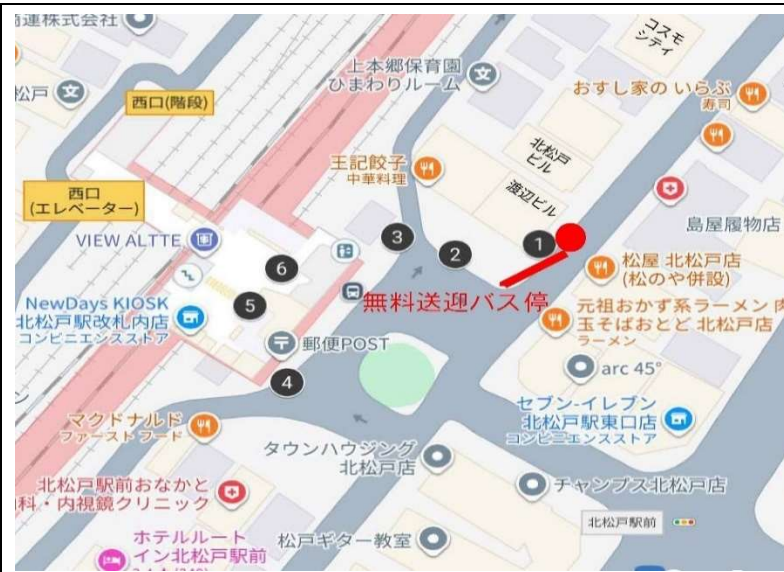 商運株式会社
コスモ
シティ
上本郷保育園
ひまわりルーム
松戸
西口(階段)
おすし家の いらぶ
寿司
北松戸
ビル
王記餃子
中華料理
渡辺ビル
西口
(エレベーター)
島屋履物店
VIEW ALTTE
3
2
1
6
松屋 北松戸店
(松のや併設)
無料送迎バス停
NewDays KIOSK
北松戸駅改札内店
コンビニエンスストア
5
元祖おかず系ラーメン 肉
玉そばおとど 北松戸店
ラーメン
郵便POST
4
arc 45°
マクドナルド
ファーストフード
セブン-イレブン
北松戸駅東口店
コンビニエンスストア
タウンハウジング
北松戸店
北松戸駅前おなかと
内科・内視鏡クリニック
チャンプス北松戸店
北松戸駅前
ホテルルート
イン北松戸駅前
松戸ギター教室